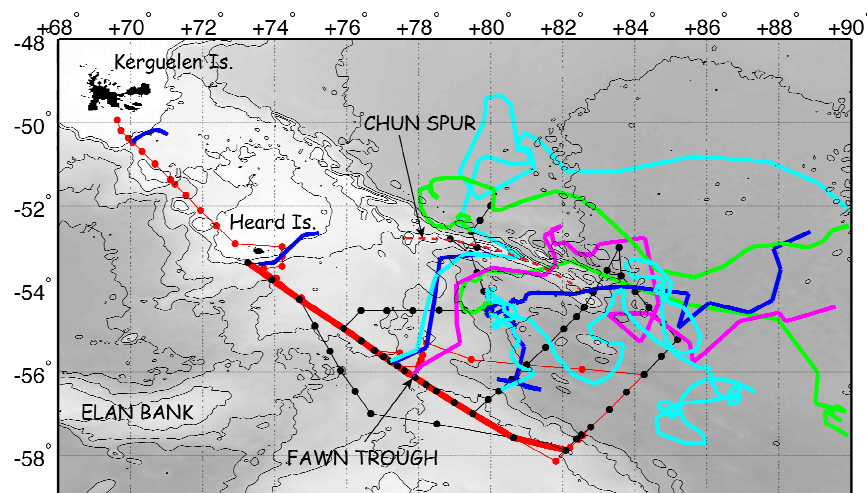 +68° +70° +72° +74° +76° +78° +80° +82° +84° +86° +88° +90°
-48°
Kerguelen Is.
-50°
CHUN SPUR
-52°
Heard Is.
-54°
-56°
ELAN BANK
FAWN TROUGH
-58°